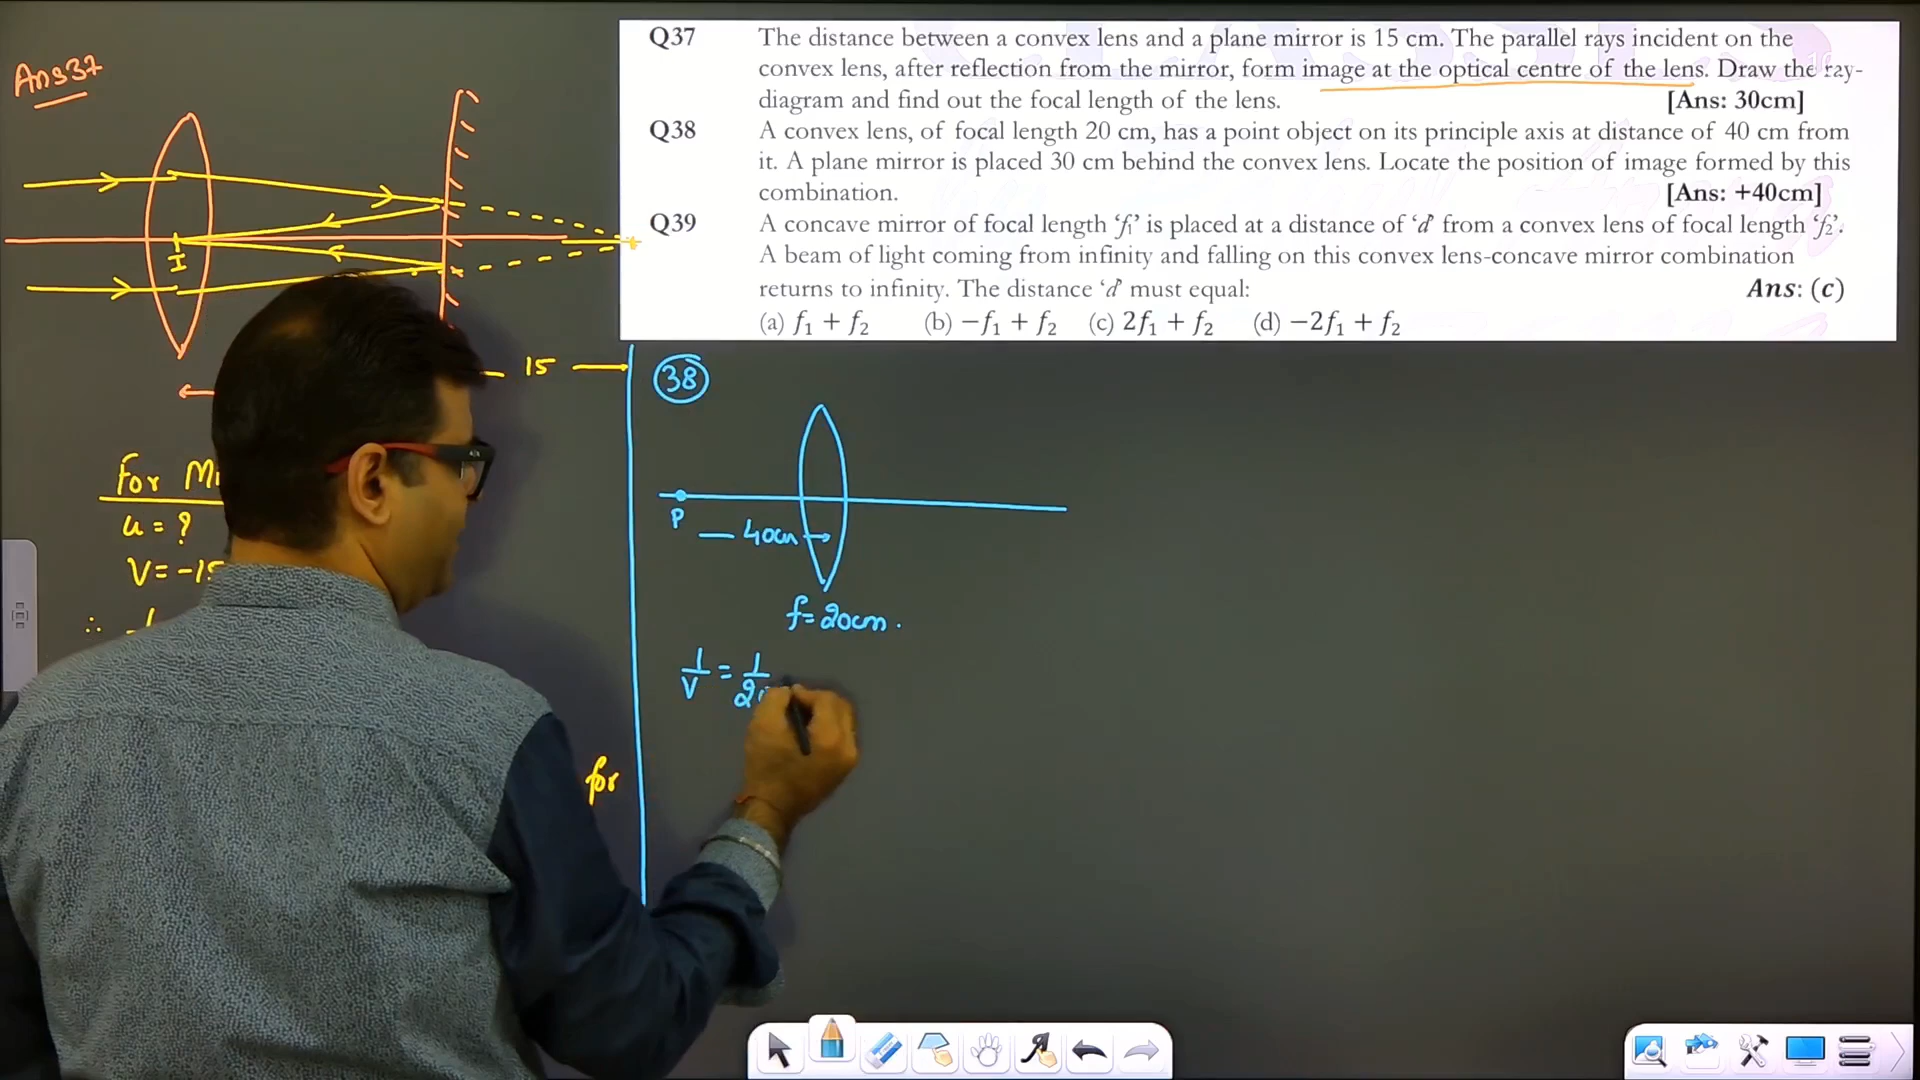 Ans37
Q37 The distance between a convex lens and a plane mirror is 15 cm. The parallel rays incident on the
convex lens, after reflection from the mirror, form image at the optical centre of the lens. Draw the ray-
diagram and find out the focal length of the lens. [Ans: 30cm]
Q38 A convex lens, of focal length 20 cm, has a point object on its principle axis at distance of 40 cm from
it. A plane mirror is placed 30 cm behind the convex lens. Locate the position of image formed by this
combination. [Ans: +40cm]
Q39 A concave mirror of focal length ‘f₁’ is placed at a distance of ‘d’ from a convex lens of focal length ‘f₂’.
A beam of light coming from infinity and falling on this convex lens-concave mirror combination
returns to infinity. The distance ‘d’ must equal: Ans: (c)
(a) f₁ + f₂ (b) −f₁ + f₂ (c) 2f₁ + f₂ (d) −2f₁ + f₂
I
15
For
u = ?
V = -15
∴
for
38
P
40cm
f = 20cm.
1/V = 1/20